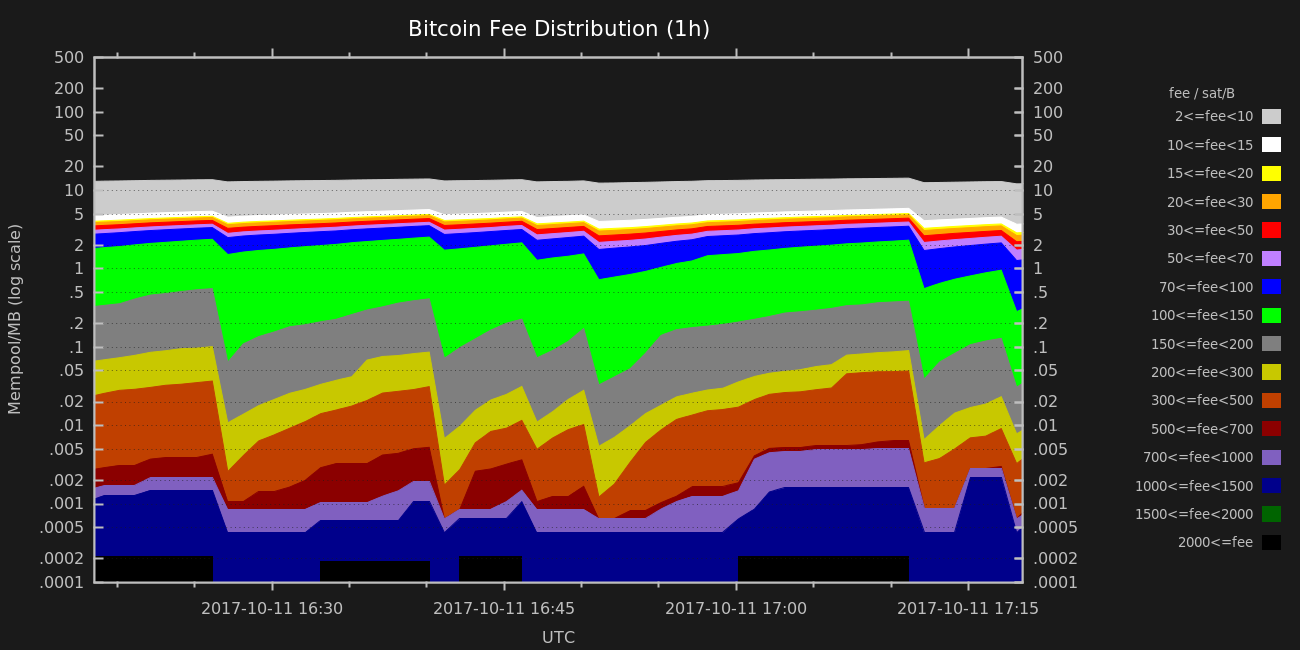 Bitcoin Fee Distribution (1h)
500
200
100
50
20
10
5
2
1
.5
.2
.1
.05
.02
.01
.005
.002
.001
.0005
.0002
.0001
Mempool/MB (log scale)
500
200
100
50
20
10
5
2
1
.5
.2
.1
.05
.02
.01
.005
.002
.001
.0005
.0002
.0001
2017-10-11 16:30
2017-10-11 16:45
2017-10-11 17:00
2017-10-11 17:15
UTC
fee / sat/B
2<=fee<10
10<=fee<15
15<=fee<20
20<=fee<30
30<=fee<50
50<=fee<70
70<=fee<100
100<=fee<150
150<=fee<200
200<=fee<300
300<=fee<500
500<=fee<700
700<=fee<1000
1000<=fee<1500
1500<=fee<2000
2000<=fee